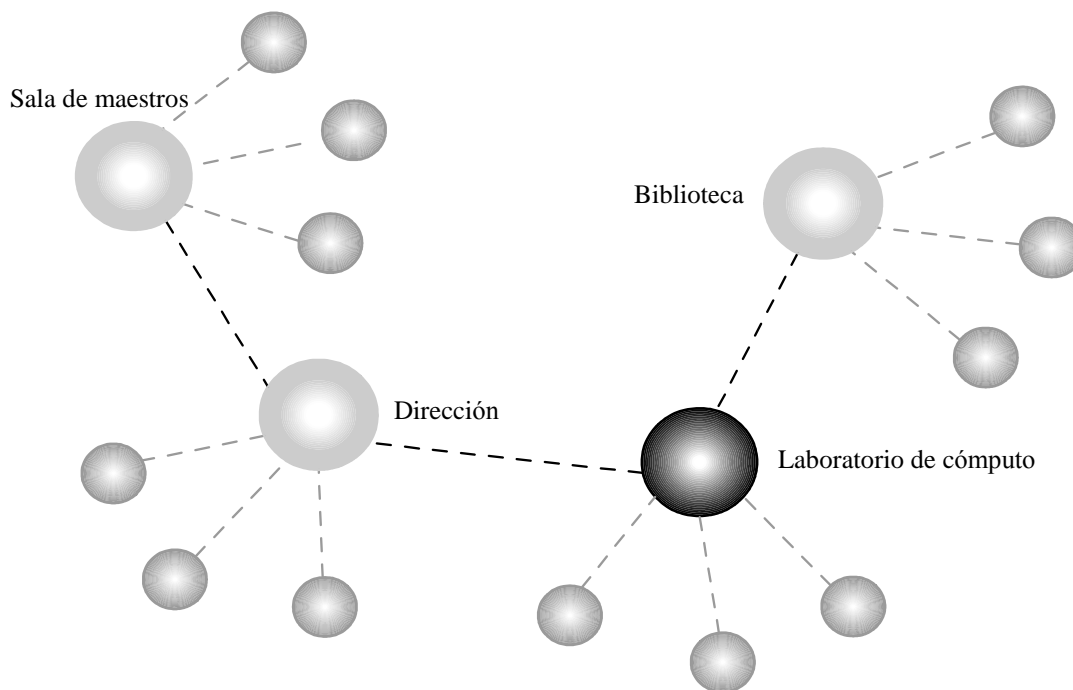 Sala de maestros
Biblioteca
Dirección
Laboratorio de cómputo